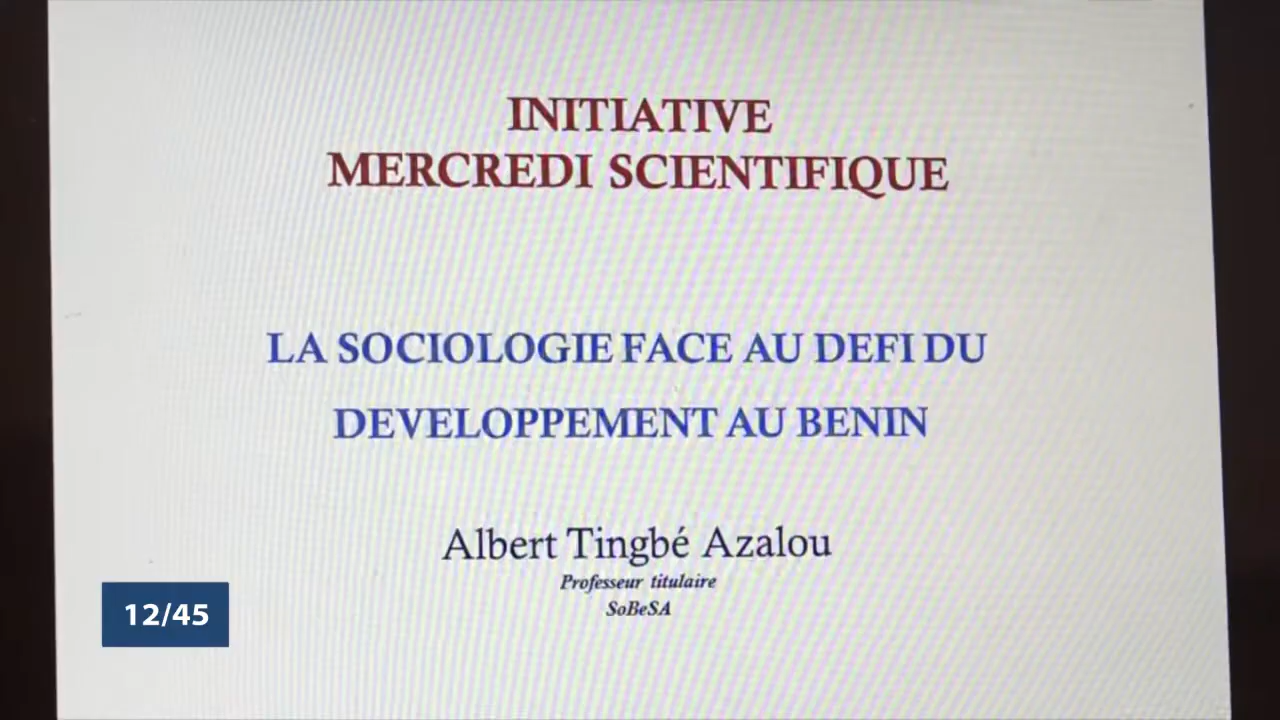 INITIATIVE
MERCREDI SCIENTIFIQUE
LA SOCIOLOGIE FACE AU DEFI DU
DEVELOPPEMENT AU BENIN
Albert Tingbé Azalou
Professeur titulaire
SoBeSA
12/45